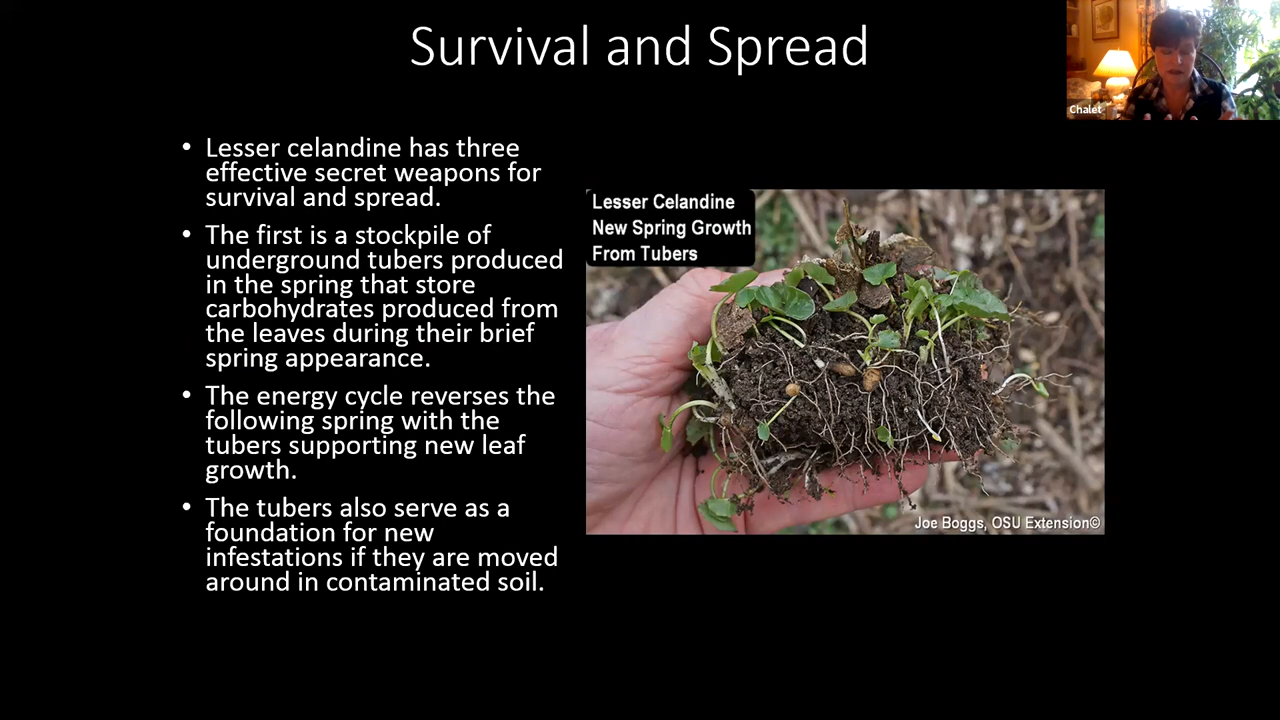 Survival and Spread
Chalet
• Lesser celandine has three
effective secret weapons for
survival and spread.
• The first is a stockpile of
underground tubers produced
in the spring that store
carbohydrates produced from
the leaves during their brief
spring appearance.
• The energy cycle reverses the
following spring with the
tubers supporting new leaf
growth.
• The tubers also serve as a
foundation for new
infestations if they are moved
around in contaminated soil.
Lesser Celandine
New Spring Growth
From Tubers
Joe Boggs, OSU Extension©